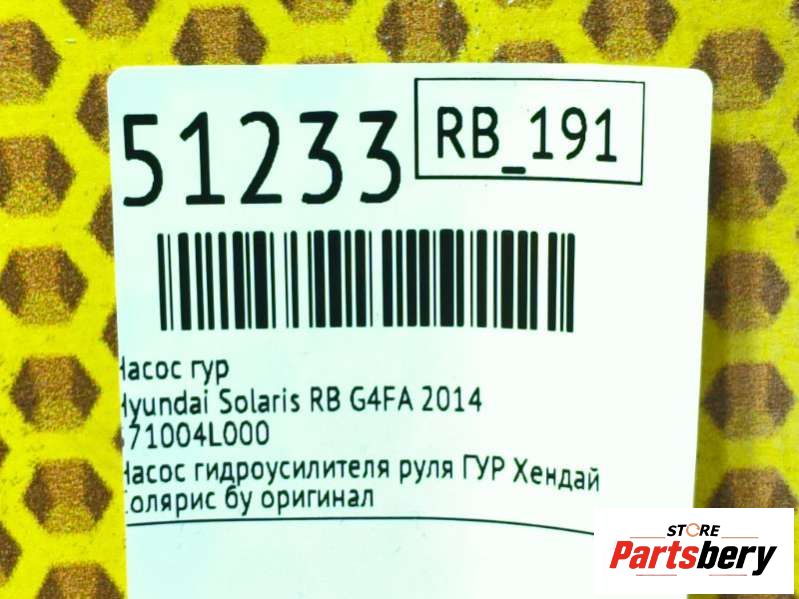 51233
RB_191
Насос гур
Hyundai Solaris RB G4FA 2014
571004L000
Насос гидроусилителя руля ГУР Хендай
Солярис бу оригинал
STORE
Partsbery